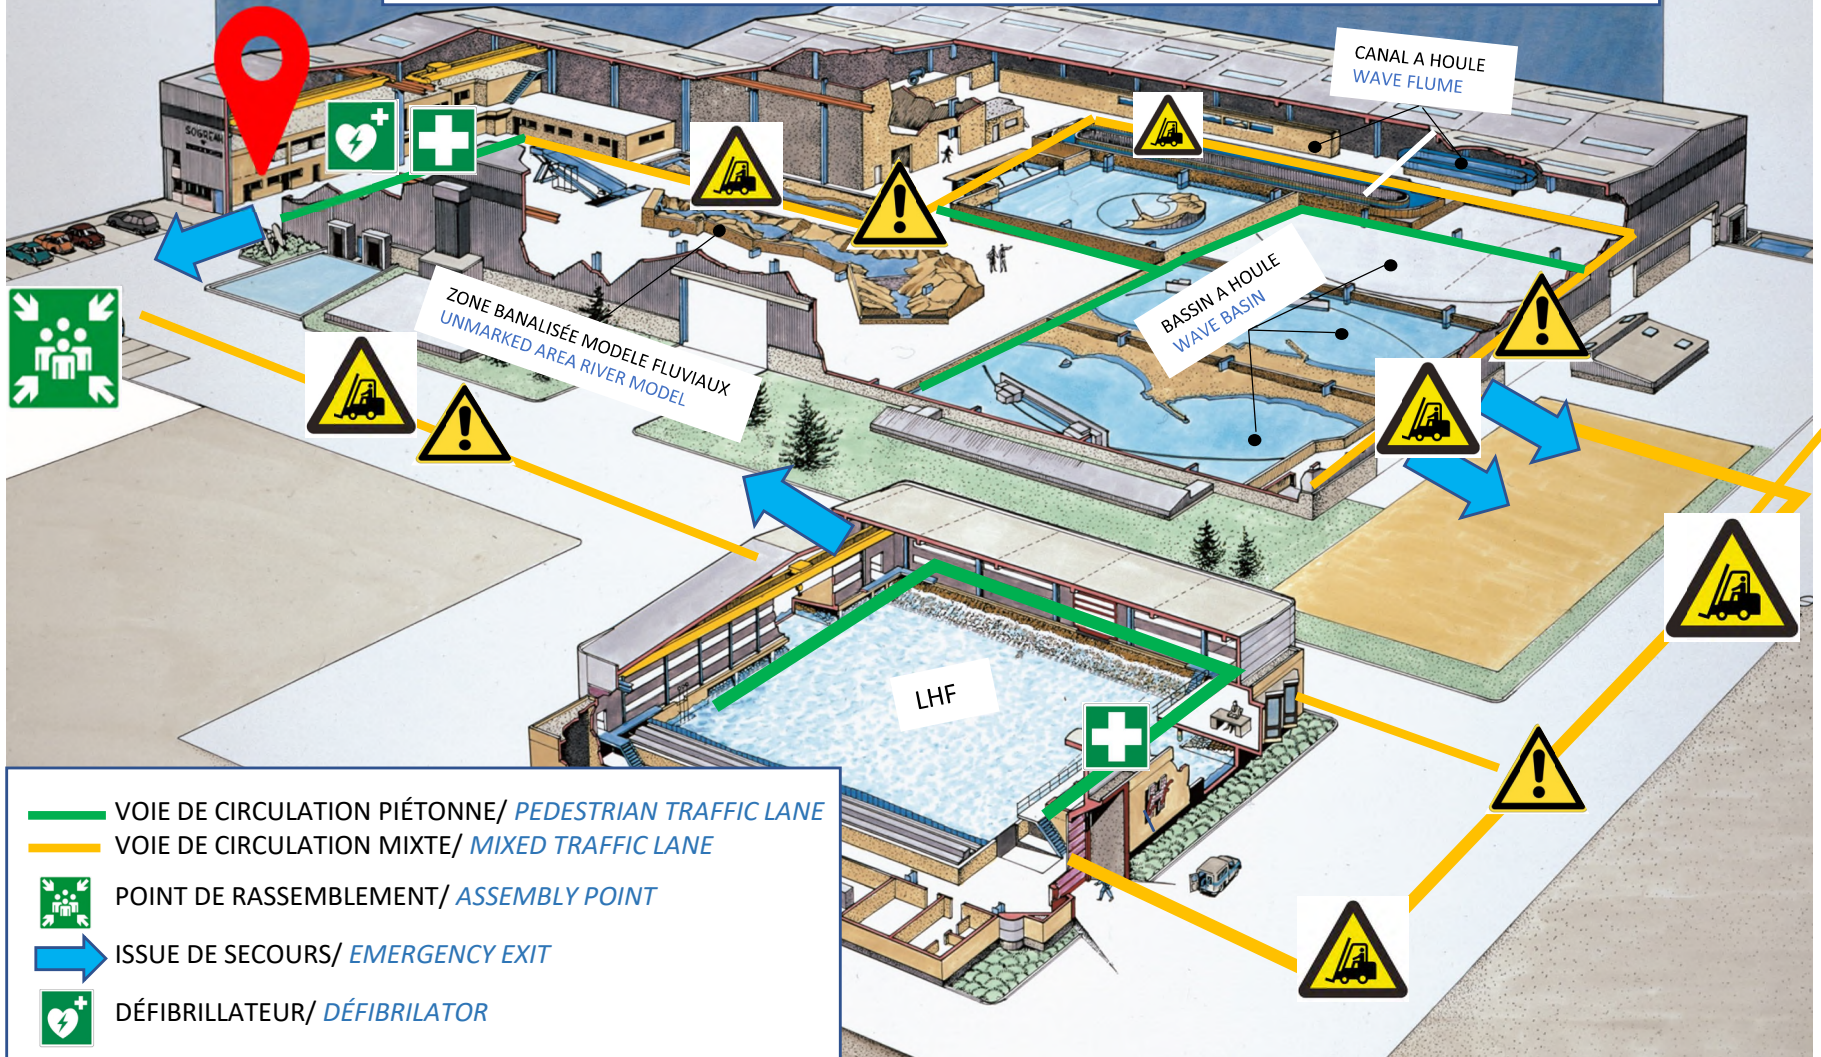 SOGREAH
CANAL A HOULE
WAVE FLUME
BASSIN A HOULE
WAVE BASIN
ZONE BANALISÉE MODELE FLUVIAUX
UNMARKED AREA RIVER MODEL
LHF
VOIE DE CIRCULATION PIÉTONNE/ PEDESTRIAN TRAFFIC LANE
VOIE DE CIRCULATION MIXTE/ MIXED TRAFFIC LANE
POINT DE RASSEMBLEMENT/ ASSEMBLY POINT
ISSUE DE SECOURS/ EMERGENCY EXIT
DÉFIBRILLATEUR/ DÉFIBRILATOR